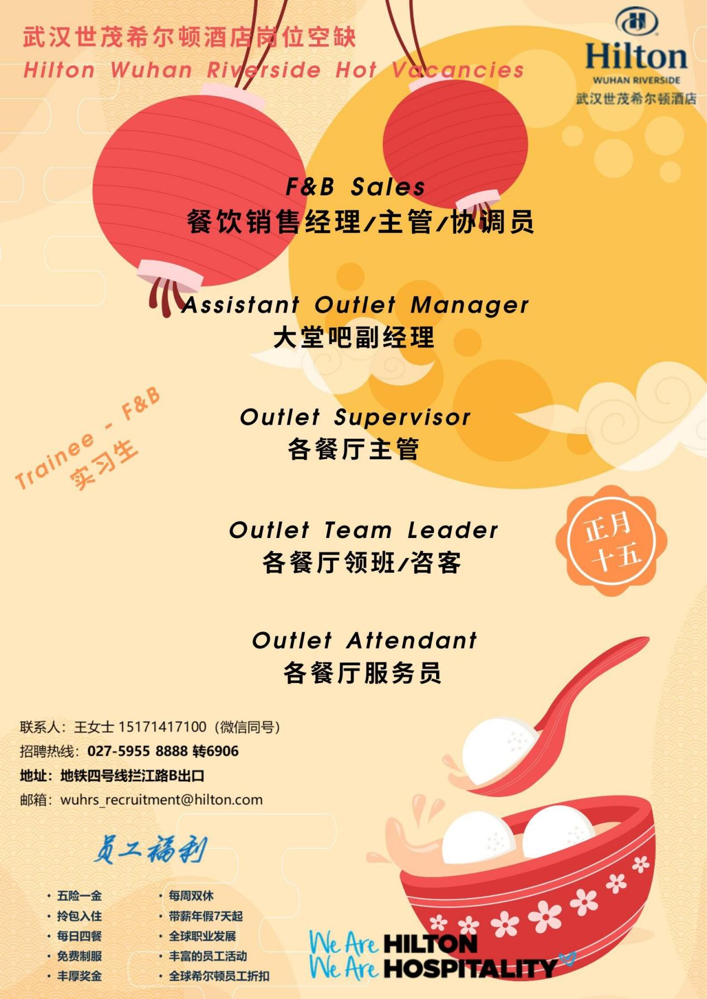 武汉世茂希尔顿酒店岗位空缺
Hilton Wuhan Riverside Hot Vacancies
Hilton
WUHAN RIVERSIDE
武汉世茂希尔顿酒店
F&B Sales
餐饮销售经理/主管/协调员
Assistant Outlet Manager
大堂吧副经理
Outlet Supervisor
各餐厅主管
Trainee - F&B
实习生
Outlet Team Leader
各餐厅领班/咨客
正月
十五
Outlet Attendant
各餐厅服务员
联系人：王女士 15171417100（微信同号）
招聘热线：027-5955 8888 转6906
地址：地铁四号线拦江路B出口
邮箱：wuhrs_recruitment@hilton.com
员工福利
· 五险一金
· 拎包入住
· 每日四餐
· 免费制服
· 丰厚奖金
· 每周双休
· 带薪年假7天起
· 全球职业发展
· 丰富的员工活动
· 全球希尔顿员工折扣
We Are HILTON
We Are HOSPITALITY